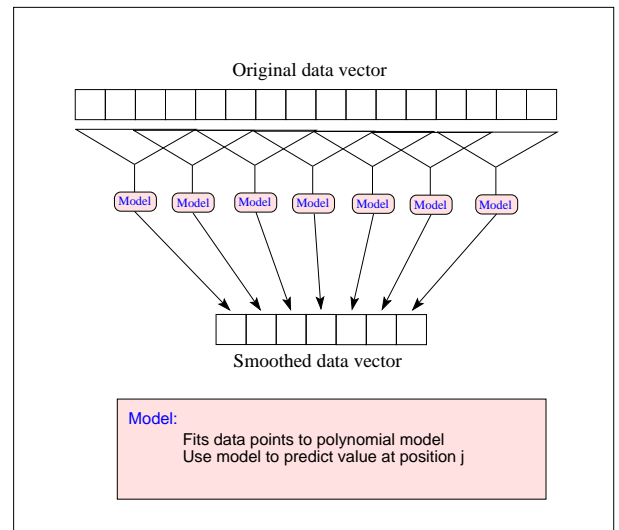 Original data vector
Model Model Model Model Model Model Model
Smoothed data vector
Model:
Fits data points to polynomial model
Use model to predict value at position j